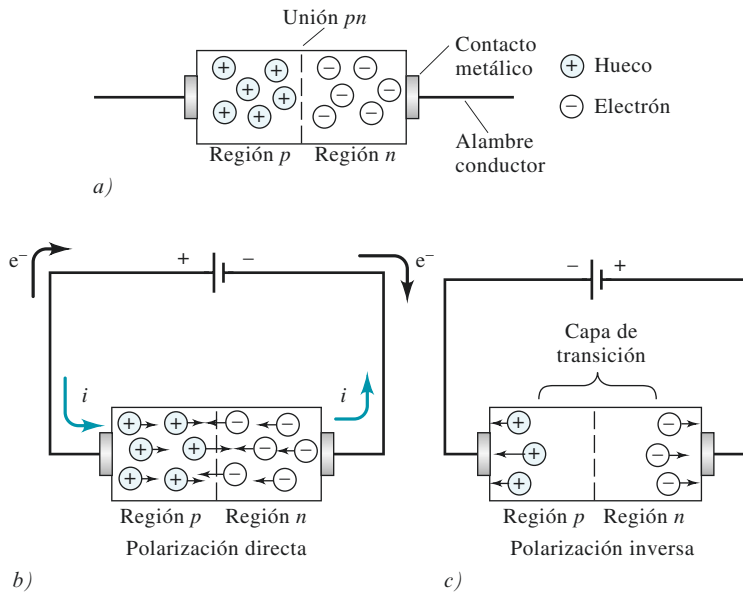 Unión pn
Contacto
metálico
+ Hueco
− Electrón
Región p
Región n
Alambre
conductor
a)
e⁻
+
−
e⁻
i
i
Región p
Región n
Polarización directa
b)
−
+
Capa de
transición
Región p
Región n
Polarización inversa
c)